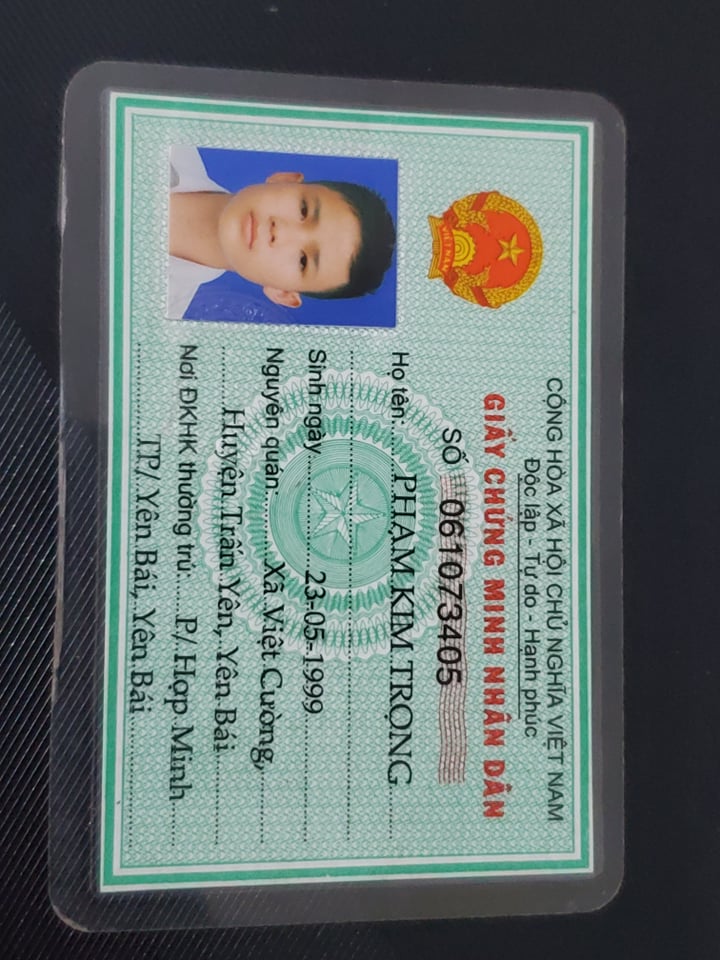 CỘNG HÒA XÃ HỘI CHỦ NGHĨA VIỆT NAM
Độc lập - Tự do - Hạnh phúc
GIẤY CHỨNG MINH NHÂN DÂN
SỐ 061073405
VIỆT NAM
Họ tên: PHẠM KIM TRỌNG
Sinh ngày 23-05-1999
Nguyên quán: Xã Việt Cường,
Huyện Trấn Yên, Yên Bái
Nơi ĐKHK thường trú: P/ Hợp Minh
TP/ Yên Bái, Yên Bái